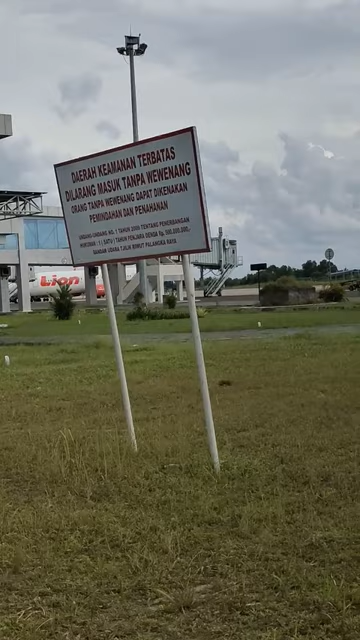 DAERAH KEAMANAN TERBATAS
DILARANG MASUK TANPA WEWENANG
ORANG TANPA WEWENANG DAPAT DIKENAKAN
PEMINDAHAN DAN PENAHANAN
UNDANG-UNDANG NO. 1 TAHUN 2009 TENTANG PENERBANGAN
HUKUMAN : 1 ( SATU ) TAHUN PENJARA DENDA Rp. 500.000.000,-
BANDAR UDARA TJILIK RIWUT PALANGKA RAYA
Lion